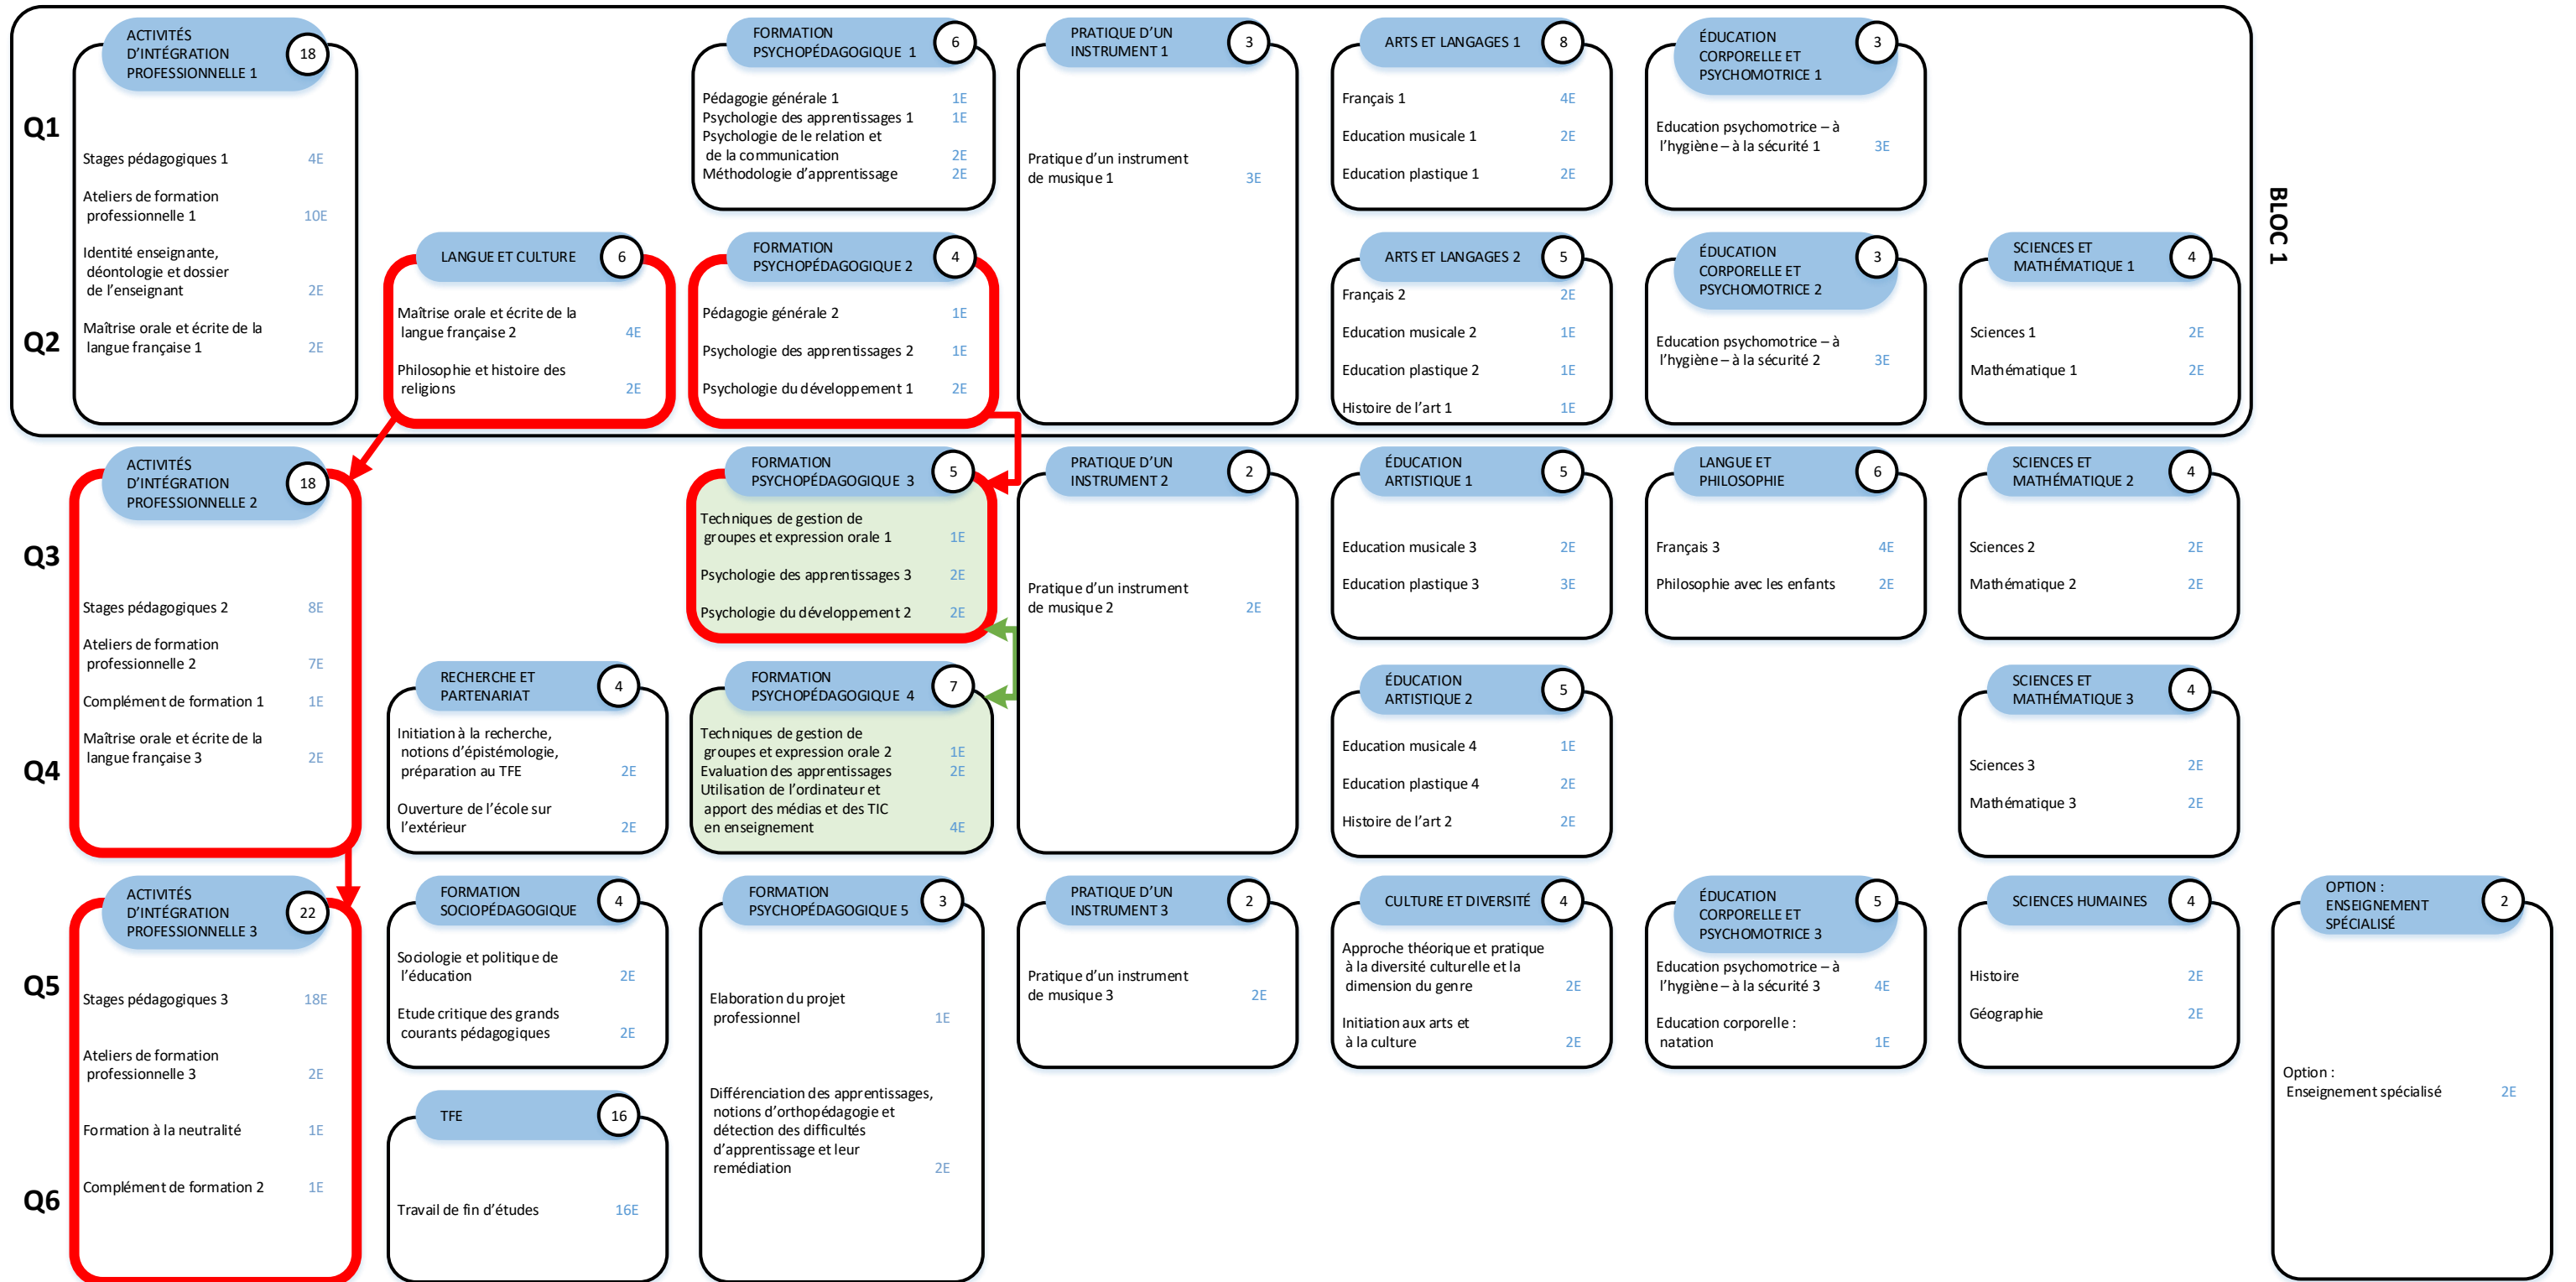 BLOC 1
Q1
Q2
ACTIVITÉS
D'INTÉGRATION
PROFESSIONNELLE 1
18
Stages pédagogiques 1 4E
Ateliers de formation
professionnelle 1 10E
Identité enseignante,
déontologie et dossier
de l'enseignant 2E
Maîtrise orale et écrite de la
langue française 1 2E
FORMATION
PSYCHOPÉDAGOGIQUE 1
6
Pédagogie générale 1 1E
Psychologie des apprentissages 1 1E
Psychologie de le relation et
de la communication 2E
Méthodologie d'apprentissage 2E
PRATIQUE D'UN
INSTRUMENT 1
3
Pratique d'un instrument
de musique 1 3E
ARTS ET LANGAGES 1
8
Français 1 4E
Education musicale 1 2E
Education plastique 1 2E
ÉDUCATION
CORPORELLE ET
PSYCHOMOTRICE 1
3
Education psychomotrice – à
l'hygiène – à la sécurité 1 3E
LANGUE ET CULTURE
6
Maîtrise orale et écrite de la
langue française 2 4E
Philosophie et histoire des
religions 2E
FORMATION
PSYCHOPÉDAGOGIQUE 2
4
Pédagogie générale 2 1E
Psychologie des apprentissages 2 1E
Psychologie du développement 1 2E
ARTS ET LANGAGES 2
5
Français 2 2E
Education musicale 2 1E
Education plastique 2 1E
Histoire de l'art 1 1E
ÉDUCATION
CORPORELLE ET
PSYCHOMOTRICE 2
3
Education psychomotrice – à
l'hygiène – à la sécurité 2 3E
SCIENCES ET
MATHÉMATIQUE 1
4
Sciences 1 2E
Mathématique 1 2E
Q3
Q4
ACTIVITÉS
D'INTÉGRATION
PROFESSIONNELLE 2
18
Stages pédagogiques 2 8E
Ateliers de formation
professionnelle 2 7E
Complément de formation 1 1E
Maîtrise orale et écrite de la
langue française 3 2E
FORMATION
PSYCHOPÉDAGOGIQUE 3
5
Techniques de gestion de
groupes et expression orale 1 1E
Psychologie des apprentissages 3 2E
Psychologie du développement 2 2E
PRATIQUE D'UN
INSTRUMENT 2
2
Pratique d'un instrument
de musique 2 2E
ÉDUCATION
ARTISTIQUE 1
5
Education musicale 3 2E
Education plastique 3 3E
LANGUE ET
PHILOSOPHIE
6
Français 3 4E
Philosophie avec les enfants 2E
SCIENCES ET
MATHÉMATIQUE 2
4
Sciences 2 2E
Mathématique 2 2E
RECHERCHE ET
PARTENARIAT
4
Initiation à la recherche,
notions d'épistémologie,
préparation au TFE 2E
Ouverture de l'école sur
l'extérieur 2E
FORMATION
PSYCHOPÉDAGOGIQUE 4
7
Techniques de gestion de
groupes et expression orale 2 1E
Evaluation des apprentissages 2E
Utilisation de l'ordinateur et
apport des médias et des TIC
en enseignement 4E
ÉDUCATION
ARTISTIQUE 2
5
Education musicale 4 1E
Education plastique 4 2E
Histoire de l'art 2 2E
SCIENCES ET
MATHÉMATIQUE 3
4
Sciences 3 2E
Mathématique 3 2E
Q5
Q6
ACTIVITÉS
D'INTÉGRATION
PROFESSIONNELLE 3
22
Stages pédagogiques 3 18E
Ateliers de formation
professionnelle 3 2E
Formation à la neutralité 1E
Complément de formation 2 1E
FORMATION
SOCIOPÉDAGOGIQUE
4
Sociologie et politique de
l'éducation 2E
Etude critique des grands
courants pédagogiques 2E
TFE
16
Travail de fin d'études 16E
FORMATION
PSYCHOPÉDAGOGIQUE 5
3
Elaboration du projet
professionnel 1E
Différenciation des apprentissages,
notions d'orthopédagogie et
détection des difficultés
d'apprentissage et leur
remédiation 2E
PRATIQUE D'UN
INSTRUMENT 3
2
Pratique d'un instrument
de musique 3 2E
CULTURE ET DIVERSITÉ
4
Approche théorique et pratique
à la diversité culturelle et la
dimension du genre 2E
Initiation aux arts et
à la culture 2E
ÉDUCATION
CORPORELLE ET
PSYCHOMOTRICE 3
5
Education psychomotrice – à
l'hygiène – à la sécurité 3 4E
Education corporelle :
natation 1E
SCIENCES HUMAINES
4
Histoire 2E
Géographie 2E
OPTION :
ENSEIGNEMENT
SPÉCIALISÉ
2
Option :
Enseignement spécialisé 2E